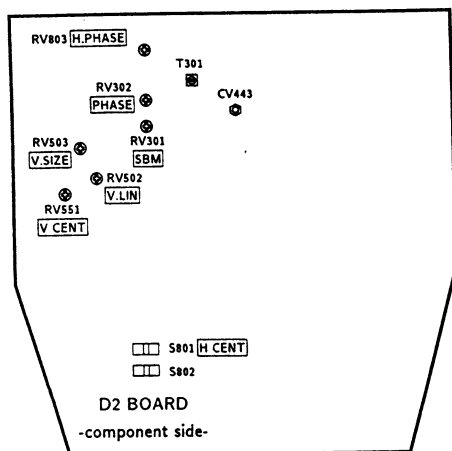 RV803 H.PHASE
T301
RV302
PHASE
CV443
RV503
V.SIZE
RV301
SBM
RV502
V.LIN
RV551
V CENT
S801 H CENT
S802
D2 BOARD
-component side-